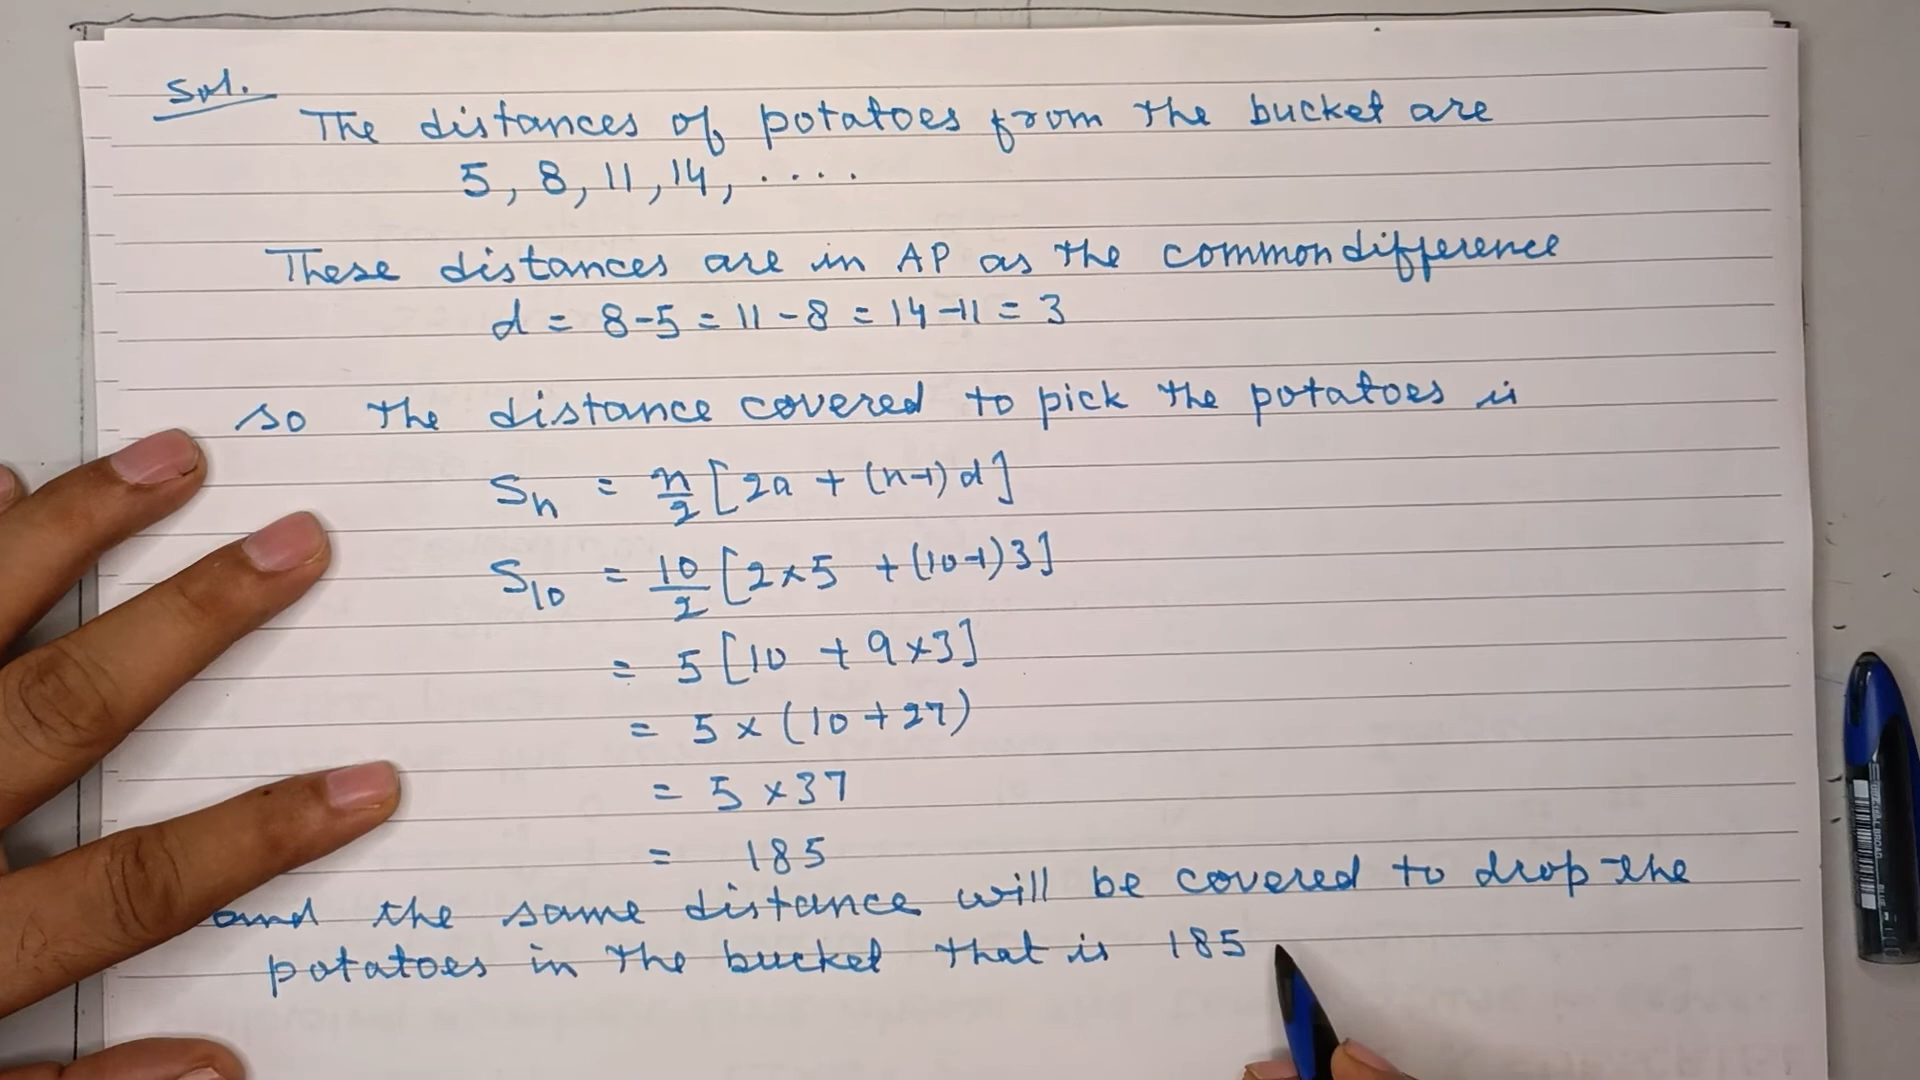 Sol.
The distances of potatoes from the bucket are
5, 8, 11, 14, ....
These distances are in AP as the common difference
d = 8-5 = 11-8 = 14-11 = 3
so the distance covered to pick the potatoes is
Sn = n/2 [2a + (n-1) d]
S10 = 10/2 [2×5 + (10-1)3]
= 5 [10 + 9×3]
= 5 × (10+27)
= 5 × 37
= 185
and the same distance will be covered to drop the
potatoes in the bucket that is 185